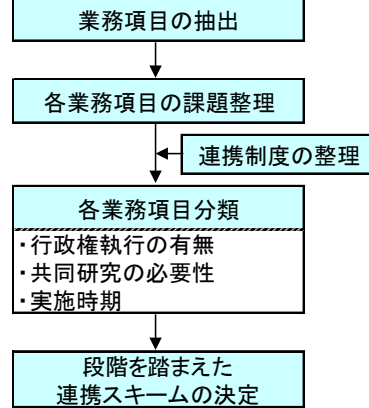 業務項目の抽出
各業務項目の課題整理
連携制度の整理
各業務項目分類
・行政権執行の有無
・共同研究の必要性
・実施時期
段階を踏まえた
連携スキームの決定